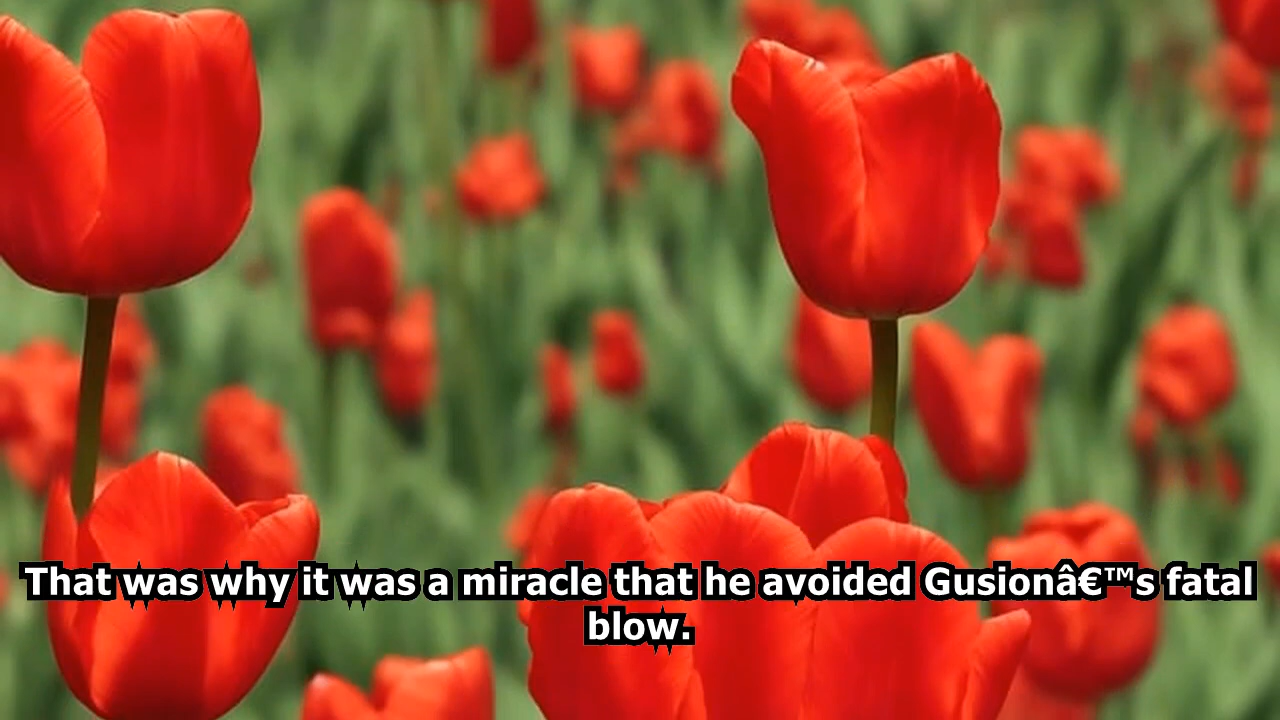 That was why it was a miracle that he avoided Gusionâ€™s fatal
blow.